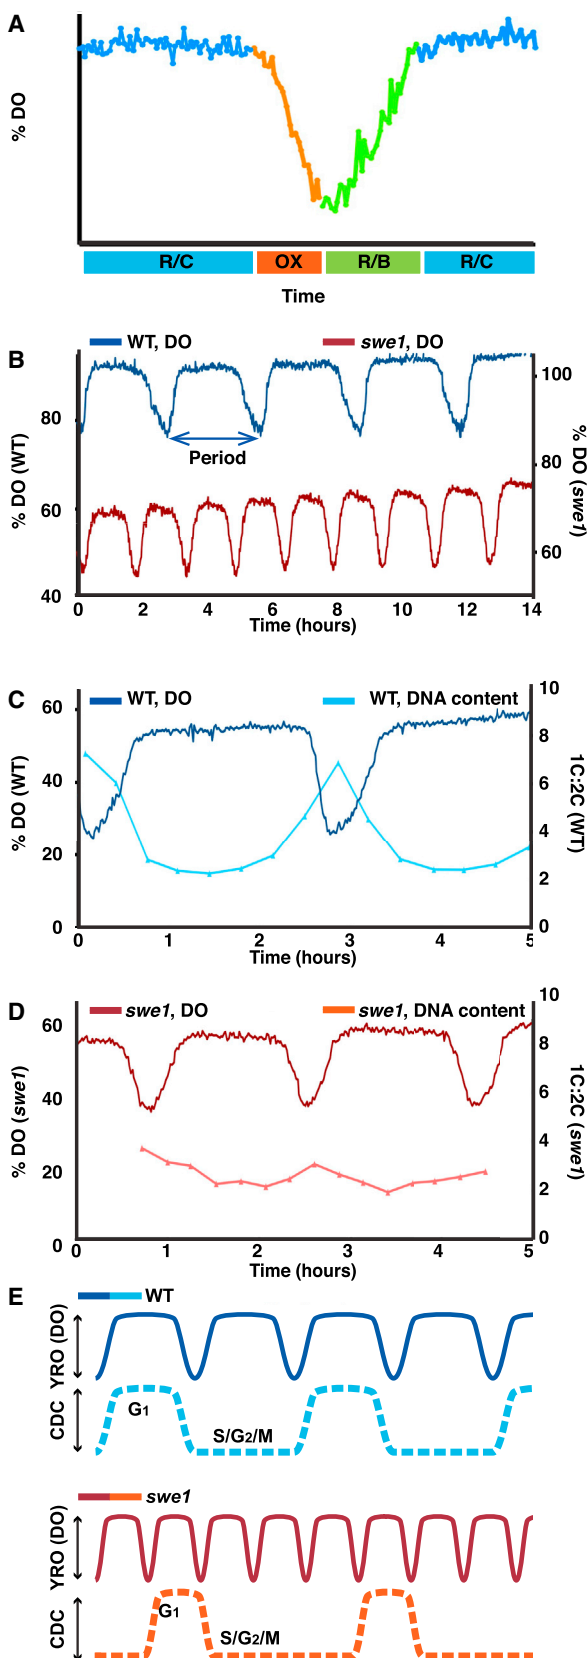 A
% DO
R/C OX R/B R/C
Time
B
WT, DO swe1, DO
% DO (WT)
80
60
40
100
80
60
% DO (swe1)
Period
0 2 4 6 8 10 12 14
Time (hours)
C
WT, DO WT, DNA content
% DO (WT)
60
40
20
0
10
8
6
4
2
0
1C:2C (WT)
0 1 2 3 4 5
Time (hours)
D
swe1, DO swe1, DNA content
% DO (swe1)
60
40
20
0
10
8
6
4
2
0
1C:2C (swe1)
0 1 2 3 4 5
Time (hours)
E
WT
YRO (DO)
CDC
G1
S/G2/M
swe1
YRO (DO)
CDC
G1
S/G2/M